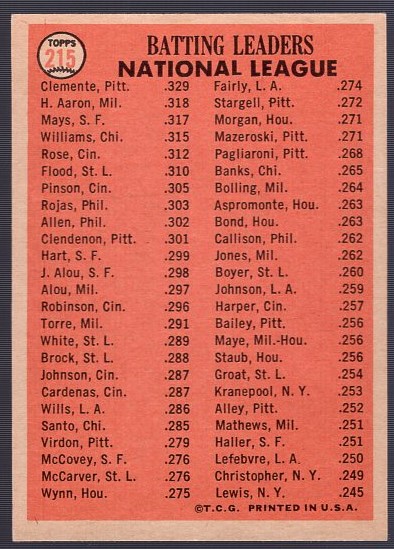 TOPPS
215
BATTING LEADERS
NATIONAL LEAGUE
Clemente, Pitt. .329
H. Aaron, Mil. .318
Mays, S. F. .317
Williams, Chi. .315
Rose, Cin. .312
Flood, St. L. .310
Pinson, Cin. .305
Rojas, Phil. .303
Allen, Phil. .302
Clendenon, Pitt. .301
Hart, S. F. .299
J. Alou, S. F. .298
Alou, Mil. .297
Robinson, Cin. .296
Torre, Mil. .291
White, St. L. .289
Brock, St. L. .288
Johnson, Cin. .287
Cardenas, Cin. .287
Wills, L. A. .286
Santo, Chi. .285
Virdon, Pitt. .279
McCovey, S. F. .276
McCarver, St. L. .276
Wynn, Hou. .275
Fairly, L. A. .274
Stargell, Pitt. .272
Morgan, Hou. .271
Mazeroski, Pitt. .271
Pagliaroni, Pitt. .268
Banks, Chi. .265
Bolling, Mil. .264
Aspromonte, Hou. .263
Bond, Hou. .263
Callison, Phil. .262
Jones, Mil. .262
Boyer, St. L. .260
Johnson, L. A. .259
Harper, Cin. .257
Bailey, Pitt. .256
Maye, Mil.-Hou. .256
Staub, Hou. .256
Groat, St. L. .254
Kranepool, N. Y. .253
Alley, Pitt. .252
Mathews, Mil. .251
Haller, S. F. .251
Lefebvre, L. A. .250
Christopher, N. Y. .249
Lewis, N. Y. .245
©T.C.G. PRINTED IN U.S.A.